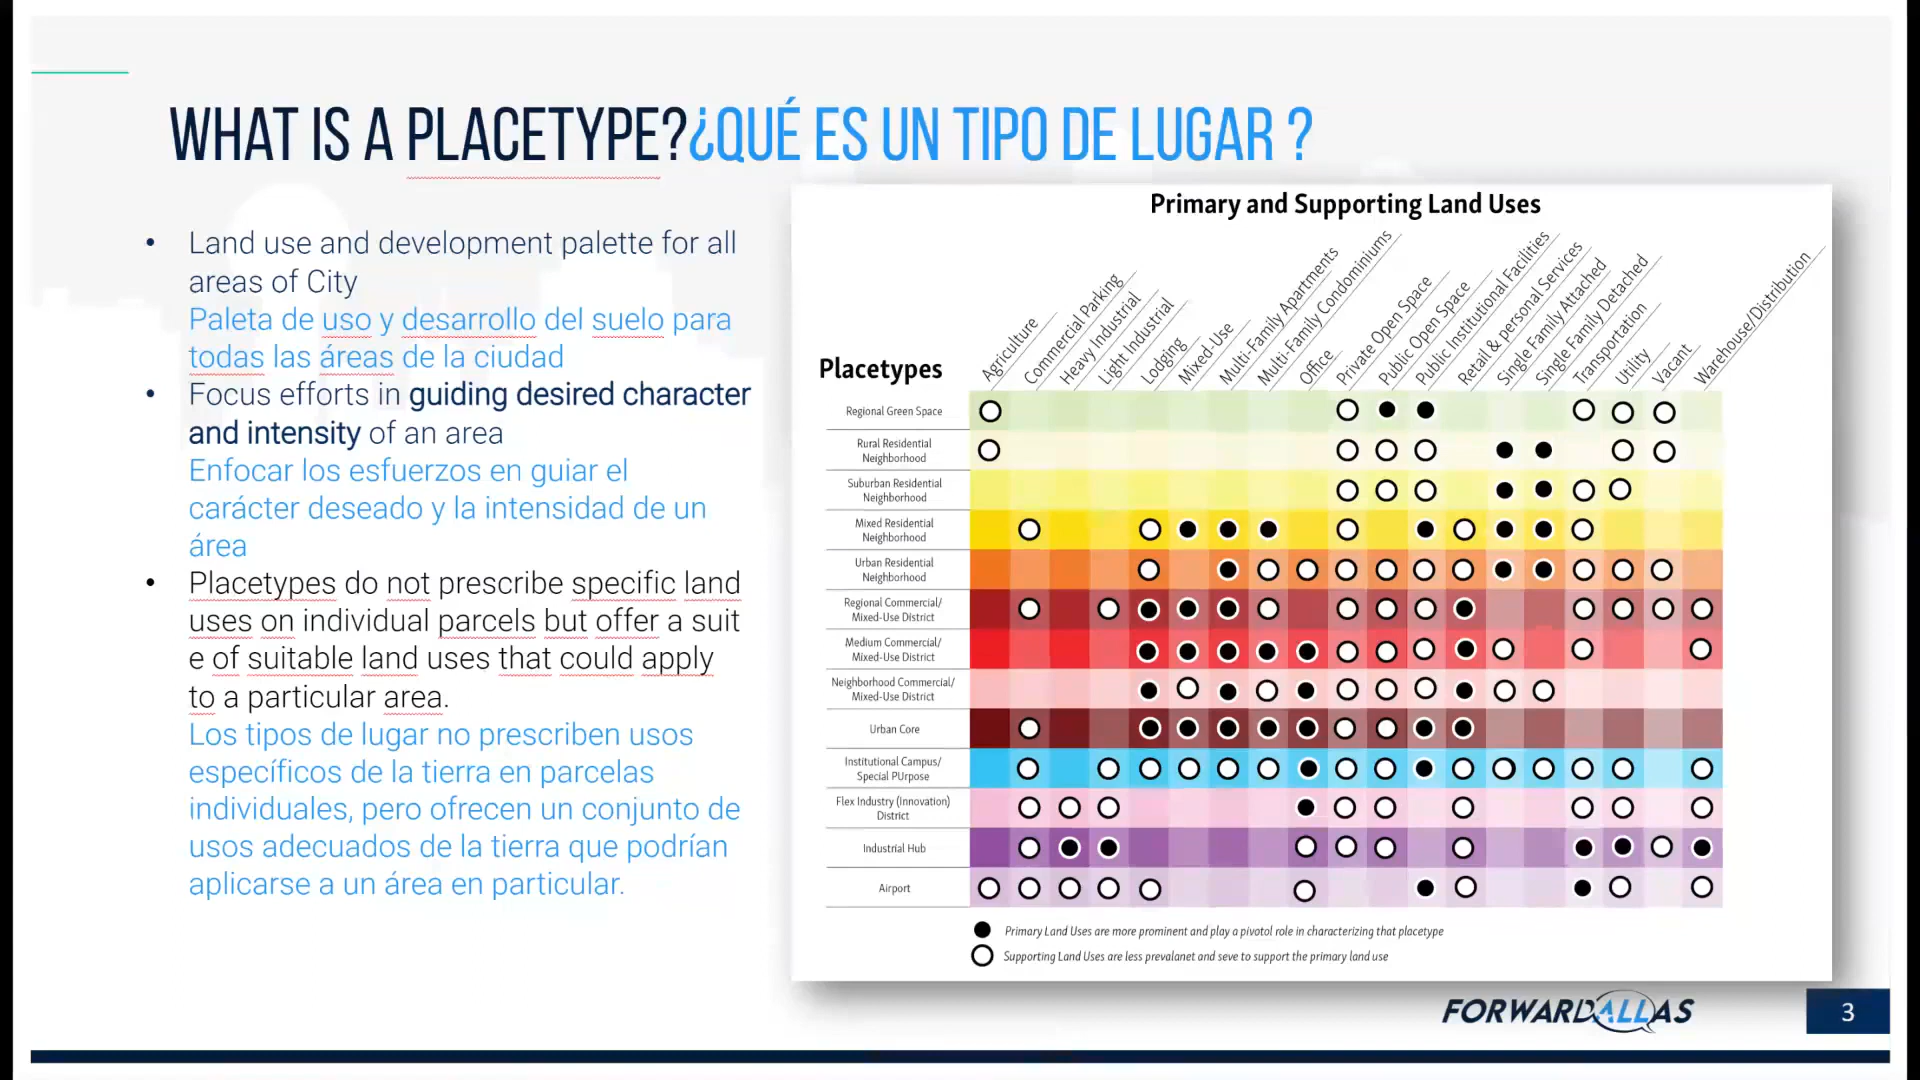 WHAT IS A PLACETYPE?¿QUÉ ES UN TIPO DE LUGAR ?
• Land use and development palette for all
areas of City
Paleta de uso y desarrollo del suelo para
todas las áreas de la ciudad
• Focus efforts in guiding desired character
and intensity of an area
Enfocar los esfuerzos en guiar el
carácter deseado y la intensidad de un
área
• Placetypes do not prescribe specific land
uses on individual parcels but offer a suit
e of suitable land uses that could apply
to a particular area.
Los tipos de lugar no prescriben usos
específicos de la tierra en parcelas
individuales, pero ofrecen un conjunto de
usos adecuados de la tierra que podrían
aplicarse a un área en particular.
Primary and Supporting Land Uses
Placetypes
Agriculture
Commercial Parking
Heavy Industrial
Light Industrial
Lodging
Mixed-Use
Multi-Family Apartments
Multi-Family Condominiums
Office
Private Open Space
Public Open Space
Public Institutional Facilities
Retail & personal Services
Single Family Attached
Single Family Detached
Transportation
Utility
Vacant
Warehouse/Distribution
Regional Green Space
Rural Residential
Neighborhood
Suburban Residential
Neighborhood
Mixed Residential
Neighborhood
Urban Residential
Neighborhood
Regional Commercial/
Mixed-Use District
Medium Commercial/
Mixed-Use District
Neighborhood Commercial/
Mixed-Use District
Urban Core
Institutional Campus/
Special PUrpose
Flex Industry (Innovation)
District
Industrial Hub
Airport
Primary Land Uses are more prominent and play a pivotol role in characterizing that placetype
Supporting Land Uses are less prevalanet and seve to support the primary land use
FORWARDALLAS
3